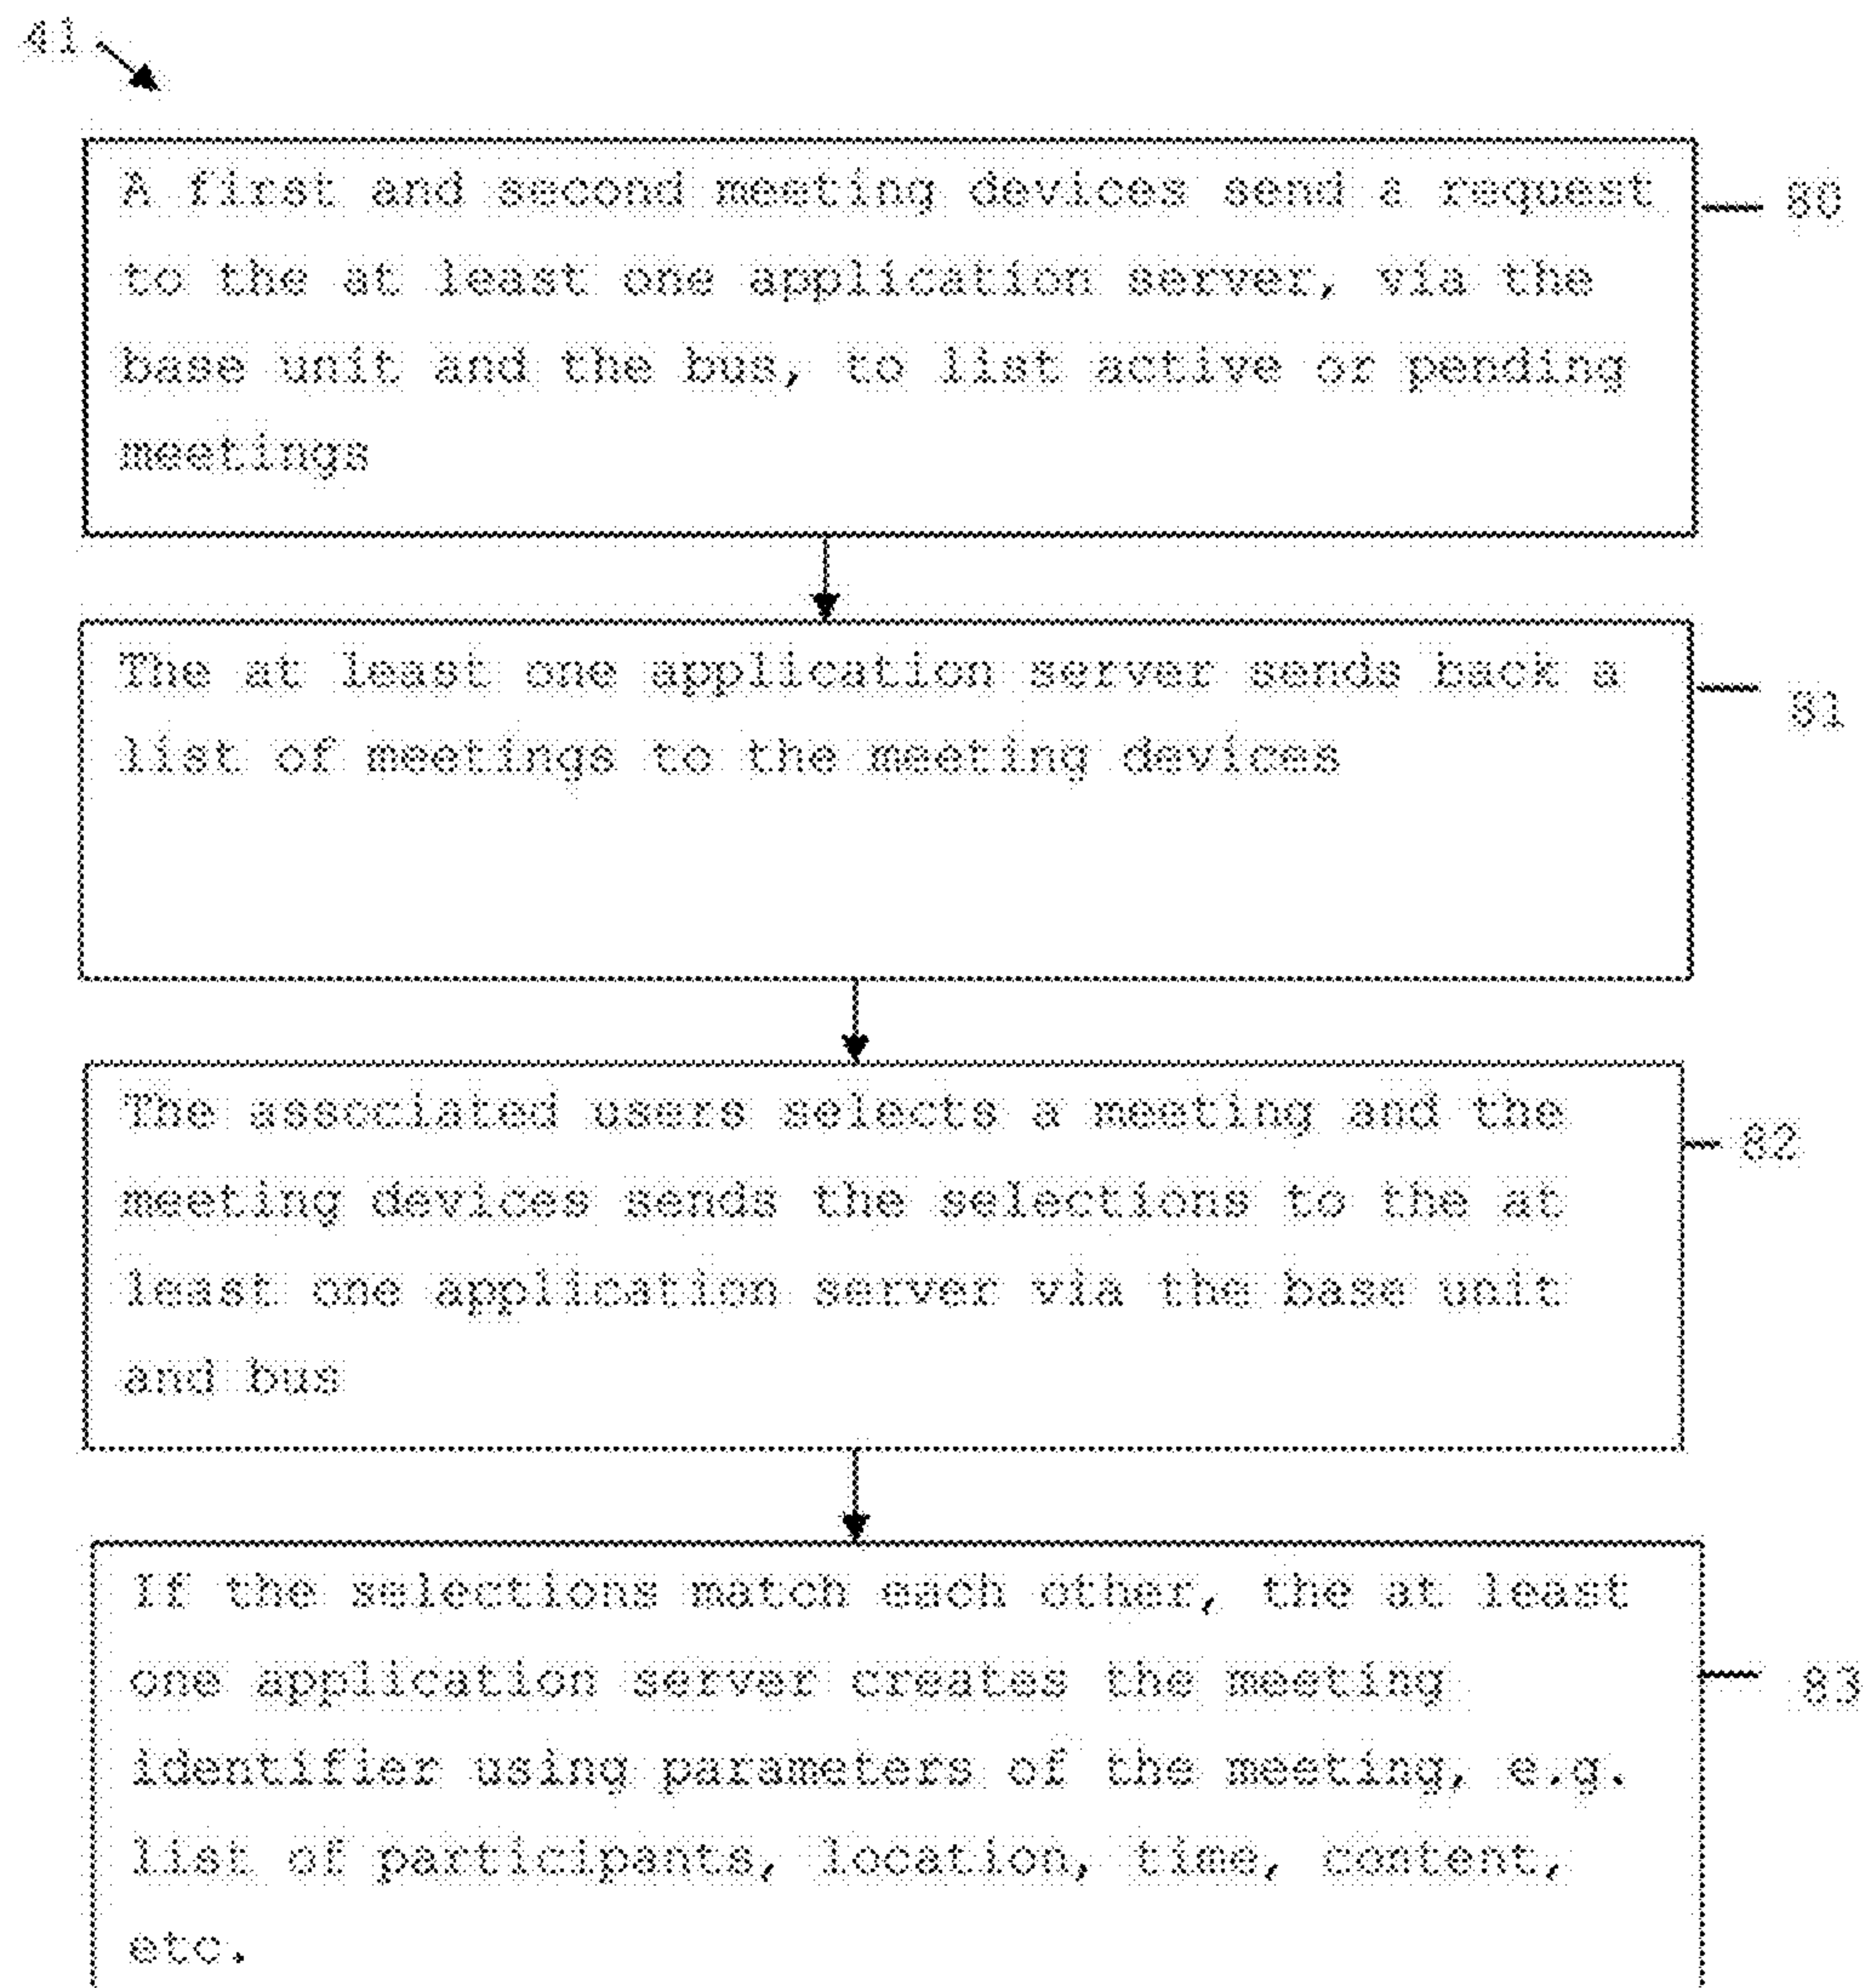 41
A first and second meeting devices send a request
80
to the at least one application server, via the
base unit and the bus, to list active or pending
meetings
The at least one application server sends back a
81
list of meetings to the meeting devices
The associated users selects a meeting and the
82
meeting devices sends the selections to the at
least one application server via the base unit
and bus
If the selections match each other, the at least
one application server creates the meeting
83
identifier using parameters of the meeting, e.g.
list of participants, location, time, content,
etc.